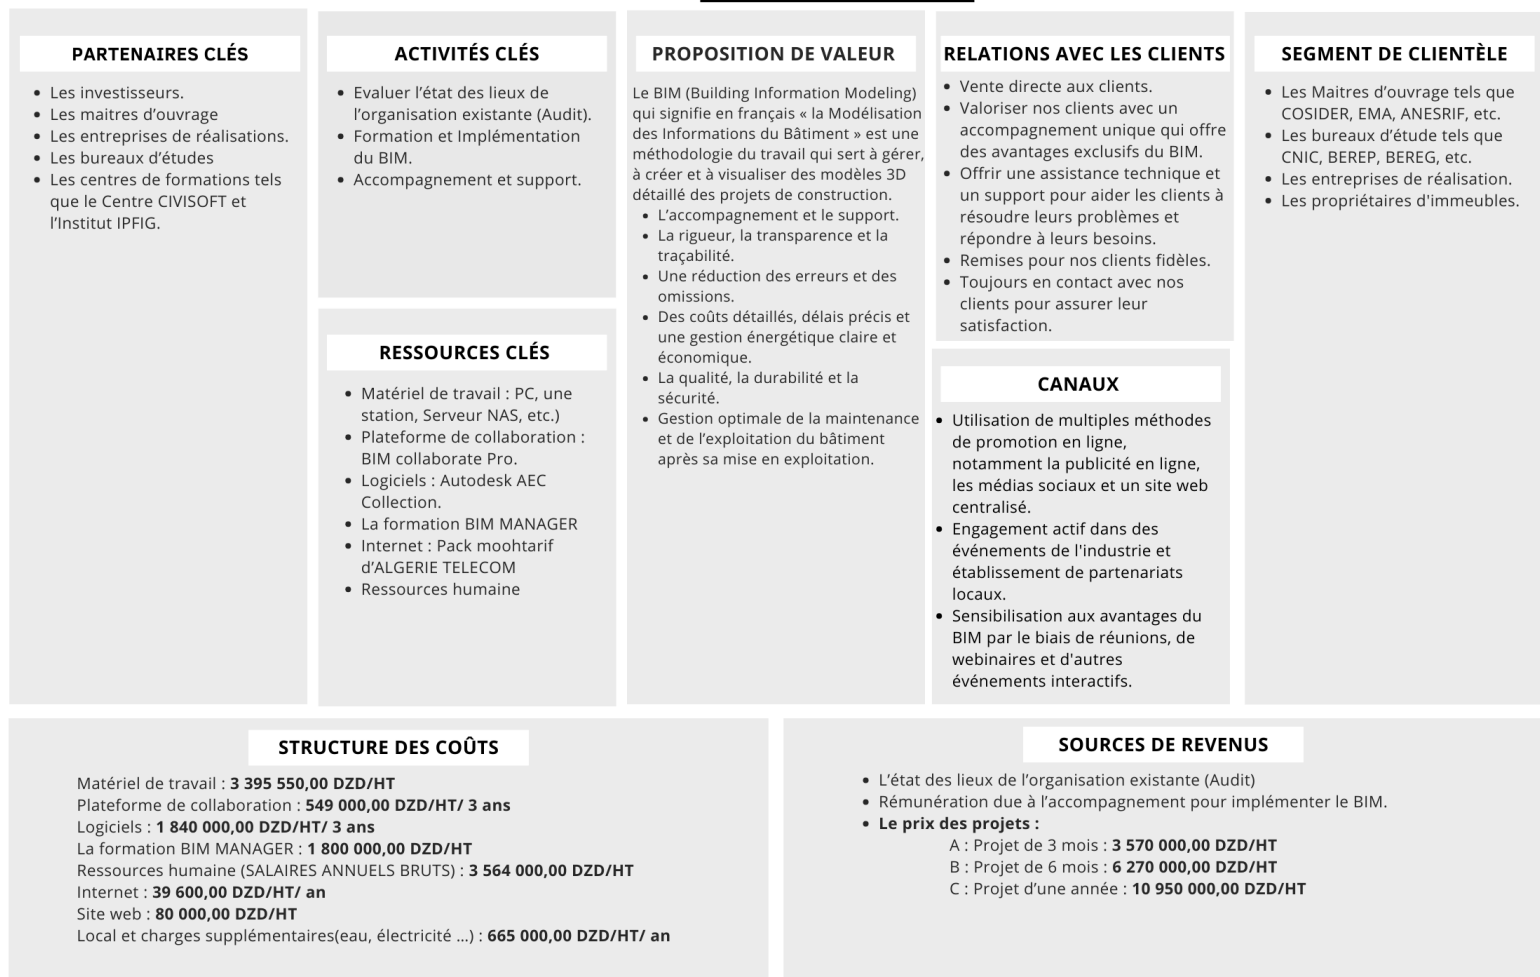 PARTENAIRES CLÉS
Les investisseurs.
Les maitres d’ouvrage
Les entreprises de réalisations.
Les bureaux d’études
Les centres de formations tels
que le Centre CIVISOFT et
l’Institut IPFIG.
ACTIVITÉS CLÉS
Evaluer l’état des lieux de
l’organisation existante (Audit).
Formation et Implémentation
du BIM.
Accompagnement et support.
RESSOURCES CLÉS
Matériel de travail : PC, une
station, Serveur NAS, etc.)
Plateforme de collaboration :
BIM collaborate Pro.
Logiciels : Autodesk AEC
Collection.
La formation BIM MANAGER
Internet : Pack moohtarif
d’ALGERIE TELECOM
Ressources humaine
PROPOSITION DE VALEUR
Le BIM (Building Information Modeling)
qui signifie en français « la Modélisation
des Informations du Bâtiment » est une
méthodologie du travail qui sert à gérer,
à créer et à visualiser des modèles 3D
détaillé des projets de construction.
L’accompagnement et le support.
La rigueur, la transparence et la
traçabilité.
Une réduction des erreurs et des
omissions.
Des coûts détaillés, délais précis et
une gestion énergétique claire et
économique.
La qualité, la durabilité et la
sécurité.
Gestion optimale de la maintenance
et de l’exploitation du bâtiment
après sa mise en exploitation.
RELATIONS AVEC LES CLIENTS
Vente directe aux clients.
Valoriser nos clients avec un
accompagnement unique qui offre
des avantages exclusifs du BIM.
Offrir une assistance technique et
un support pour aider les clients à
résoudre leurs problèmes et
répondre à leurs besoins.
Remises pour nos clients fidèles.
Toujours en contact avec nos
clients pour assurer leur
satisfaction.
CANAUX
Utilisation de multiples méthodes
de promotion en ligne,
notamment la publicité en ligne,
les médias sociaux et un site web
centralisé.
Engagement actif dans des
événements de l'industrie et
établissement de partenariats
locaux.
Sensibilisation aux avantages du
BIM par le biais de réunions, de
webinaires et d'autres
événements interactifs.
SEGMENT DE CLIENTÈLE
Les Maitres d’ouvrage tels que
COSIDER, EMA, ANESRIF, etc.
Les bureaux d’étude tels que
CNIC, BEREP, BEREG, etc.
Les entreprises de réalisation.
Les propriétaires d'immeubles.
STRUCTURE DES COÛTS
Matériel de travail : 3 395 550,00 DZD/HT
Plateforme de collaboration : 549 000,00 DZD/HT/ 3 ans
Logiciels : 1 840 000,00 DZD/HT/ 3 ans
La formation BIM MANAGER : 1 800 000,00 DZD/HT
Ressources humaine (SALAIRES ANNUELS BRUTS) : 3 564 000,00 DZD/HT
Internet : 39 600,00 DZD/HT/ an
Site web : 80 000,00 DZD/HT
Local et charges supplémentaires(eau, électricité ...) : 665 000,00 DZD/HT/ an
SOURCES DE REVENUS
L’état des lieux de l’organisation existante (Audit)
Rémunération due à l’accompagnement pour implémenter le BIM.
Le prix des projets :
A : Projet de 3 mois : 3 570 000,00 DZD/HT
B : Projet de 6 mois : 6 270 000,00 DZD/HT
C : Projet d’une année : 10 950 000,00 DZD/HT